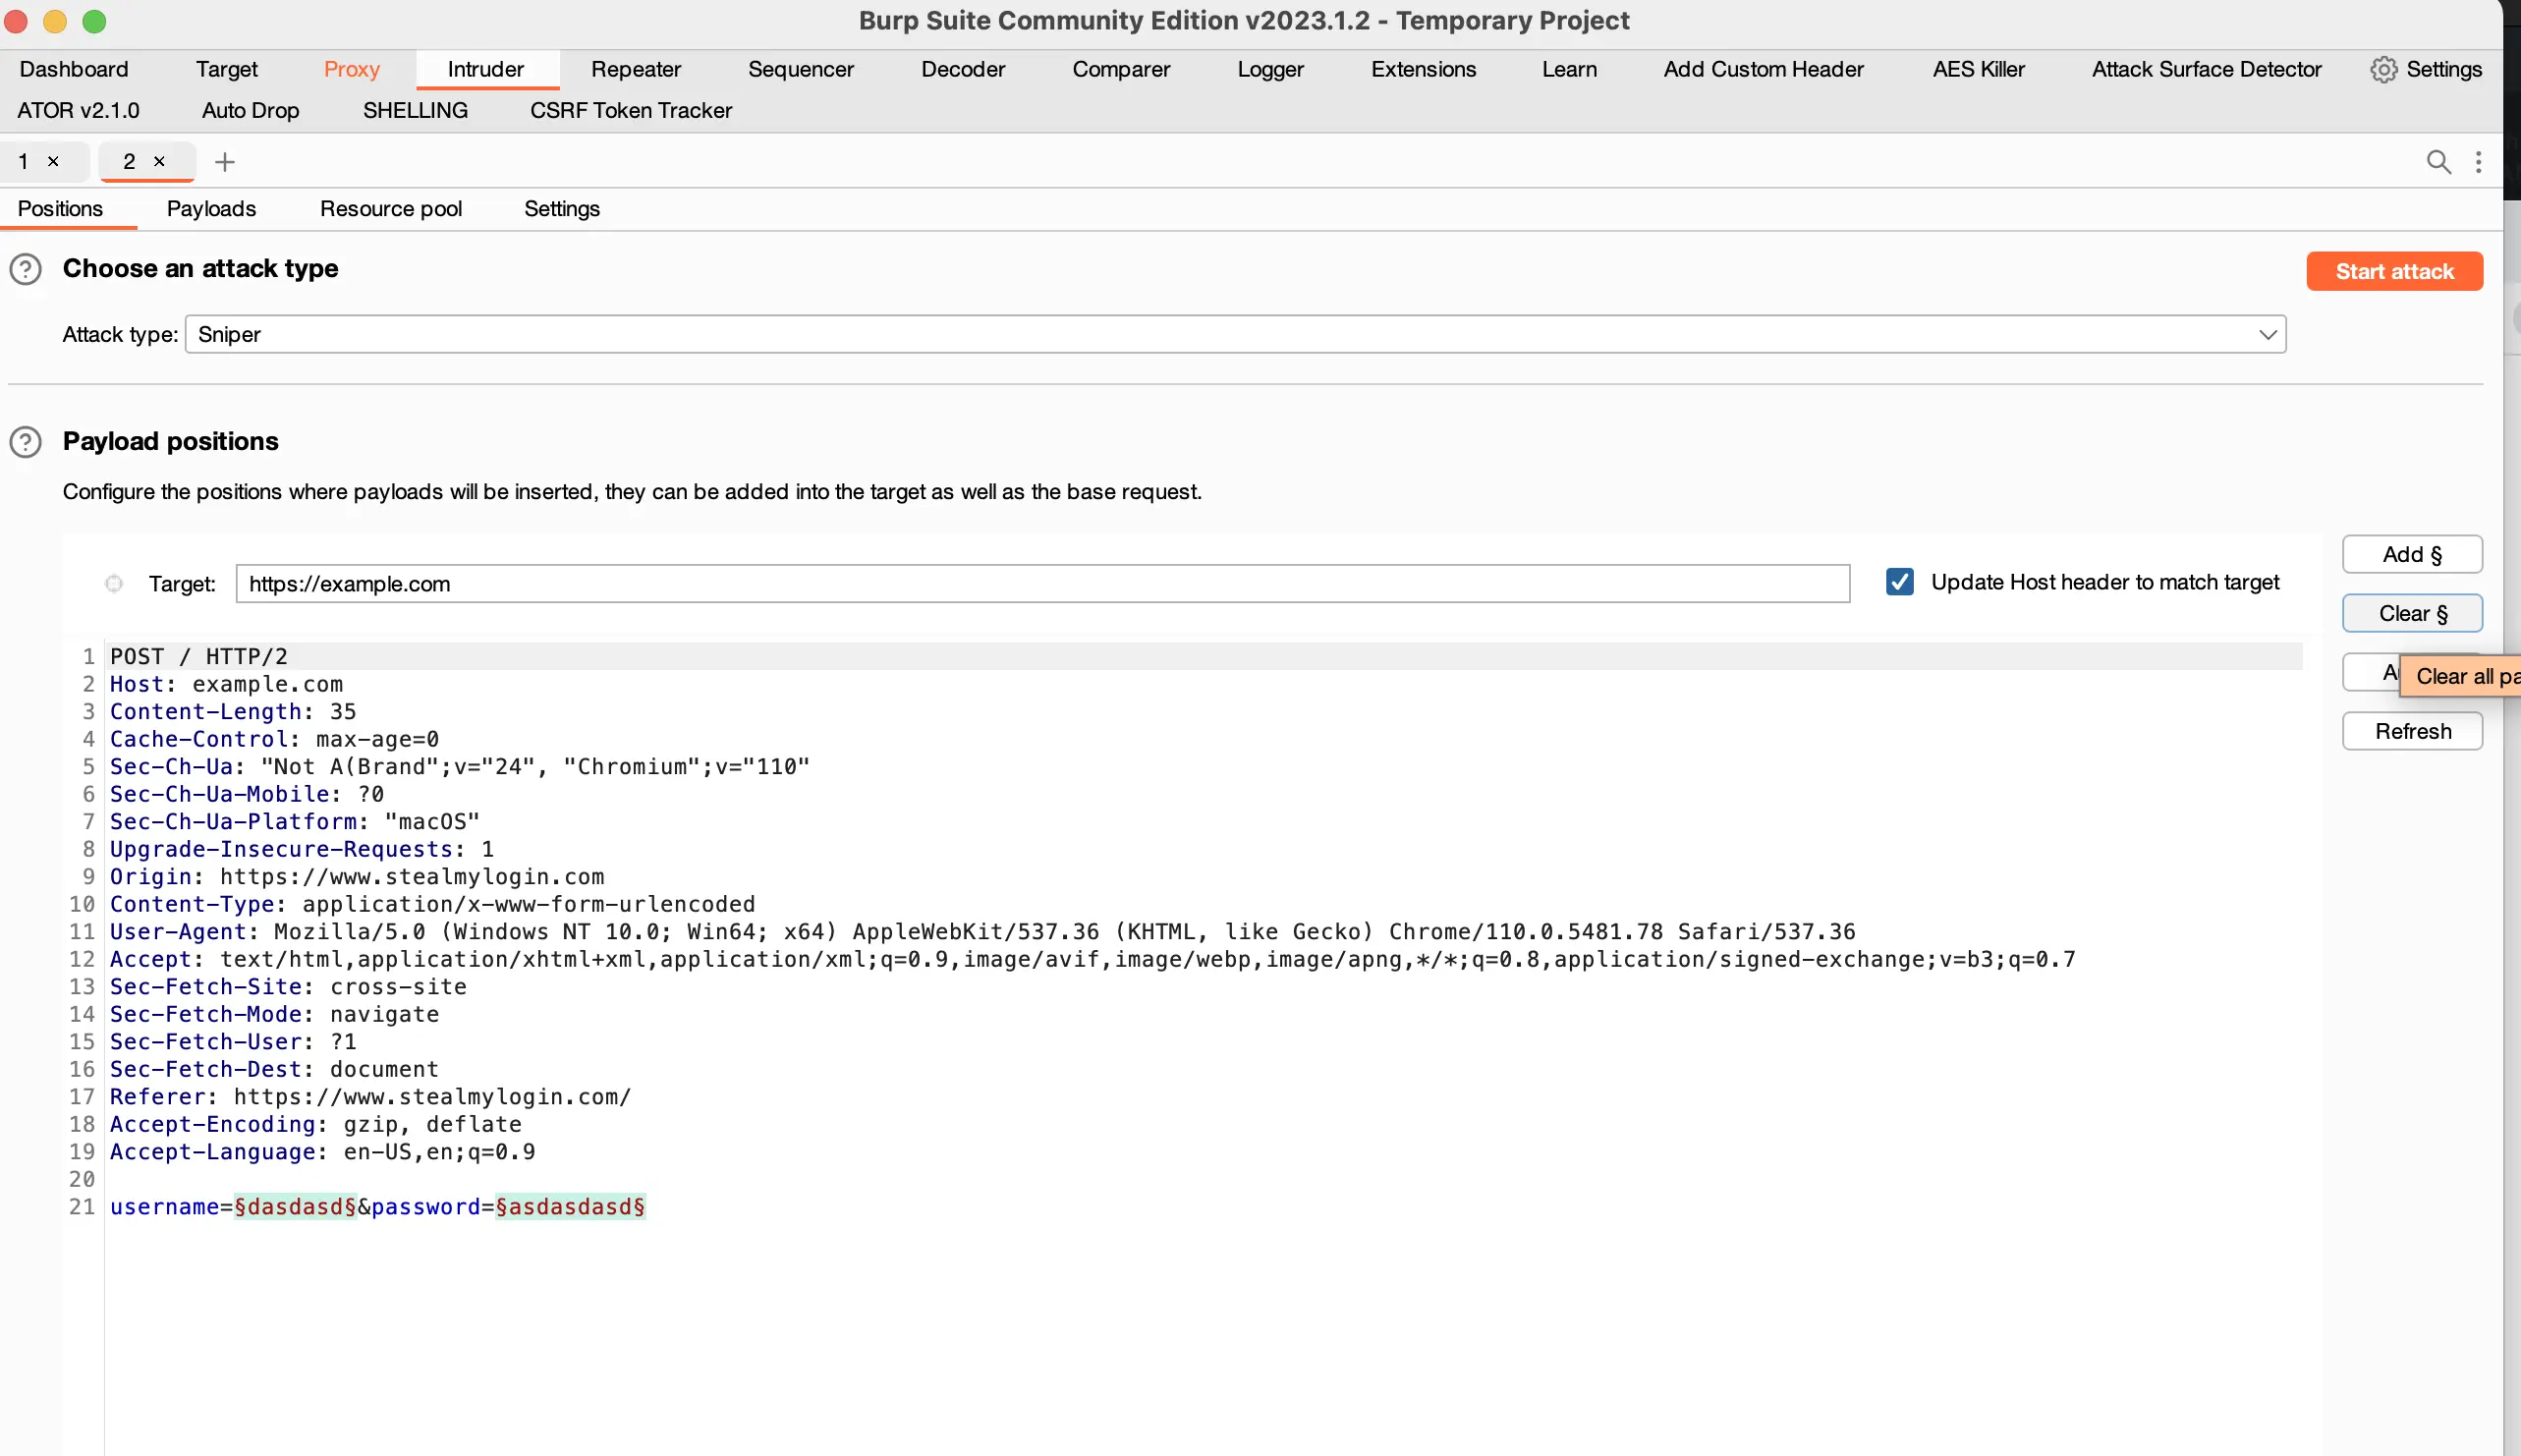 Burp Suite Community Edition v2023.1.2 - Temporary Project
Dashboard Target Proxy Intruder Repeater Sequencer Decoder Comparer Logger Extensions Learn Add Custom Header AES Killer Attack Surface Detector Settings
ATOR v2.1.0 Auto Drop SHELLING CSRF Token Tracker
1 × 2 × +
Positions Payloads Resource pool Settings
? Choose an attack type Start attack
Attack type: Sniper
? Payload positions
Configure the positions where payloads will be inserted, they can be added into the target as well as the base request.
Add §
Target: https://example.com Update Host header to match target
Clear §
Clear all
Refresh
1 POST / HTTP/2
2 Host: example.com
3 Content-Length: 35
4 Cache-Control: max-age=0
5 Sec-Ch-Ua: "Not A(Brand";v="24", "Chromium";v="110"
6 Sec-Ch-Ua-Mobile: ?0
7 Sec-Ch-Ua-Platform: "macOS"
8 Upgrade-Insecure-Requests: 1
9 Origin: https://www.stealmylogin.com
10 Content-Type: application/x-www-form-urlencoded
11 User-Agent: Mozilla/5.0 (Windows NT 10.0; Win64; x64) AppleWebKit/537.36 (KHTML, like Gecko) Chrome/110.0.5481.78 Safari/537.36
12 Accept: text/html,application/xhtml+xml,application/xml;q=0.9,image/avif,image/webp,image/apng,*/*;q=0.8,application/signed-exchange;v=b3;q=0.7
13 Sec-Fetch-Site: cross-site
14 Sec-Fetch-Mode: navigate
15 Sec-Fetch-User: ?1
16 Sec-Fetch-Dest: document
17 Referer: https://www.stealmylogin.com/
18 Accept-Encoding: gzip, deflate
19 Accept-Language: en-US,en;q=0.9
20
21 username=§dasdasd§&password=§asdasdasd§